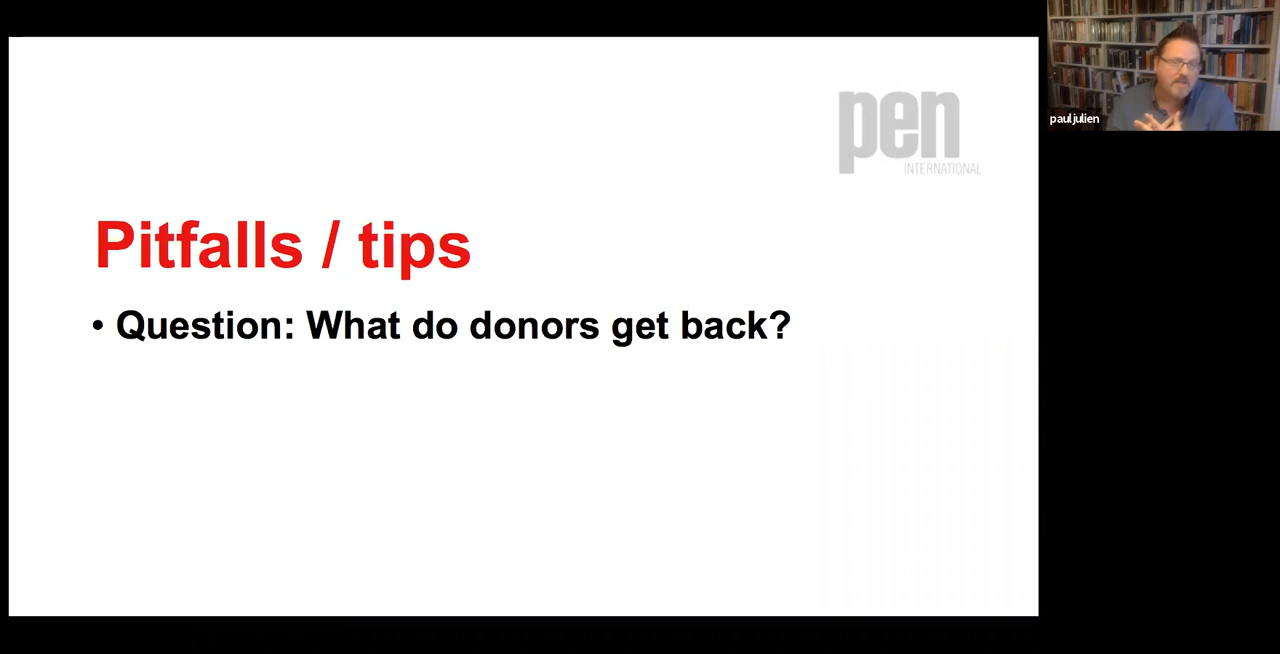 pen
INTERNATIONAL
Pitfalls / tips
• Question: What do donors get back?
pauljulien